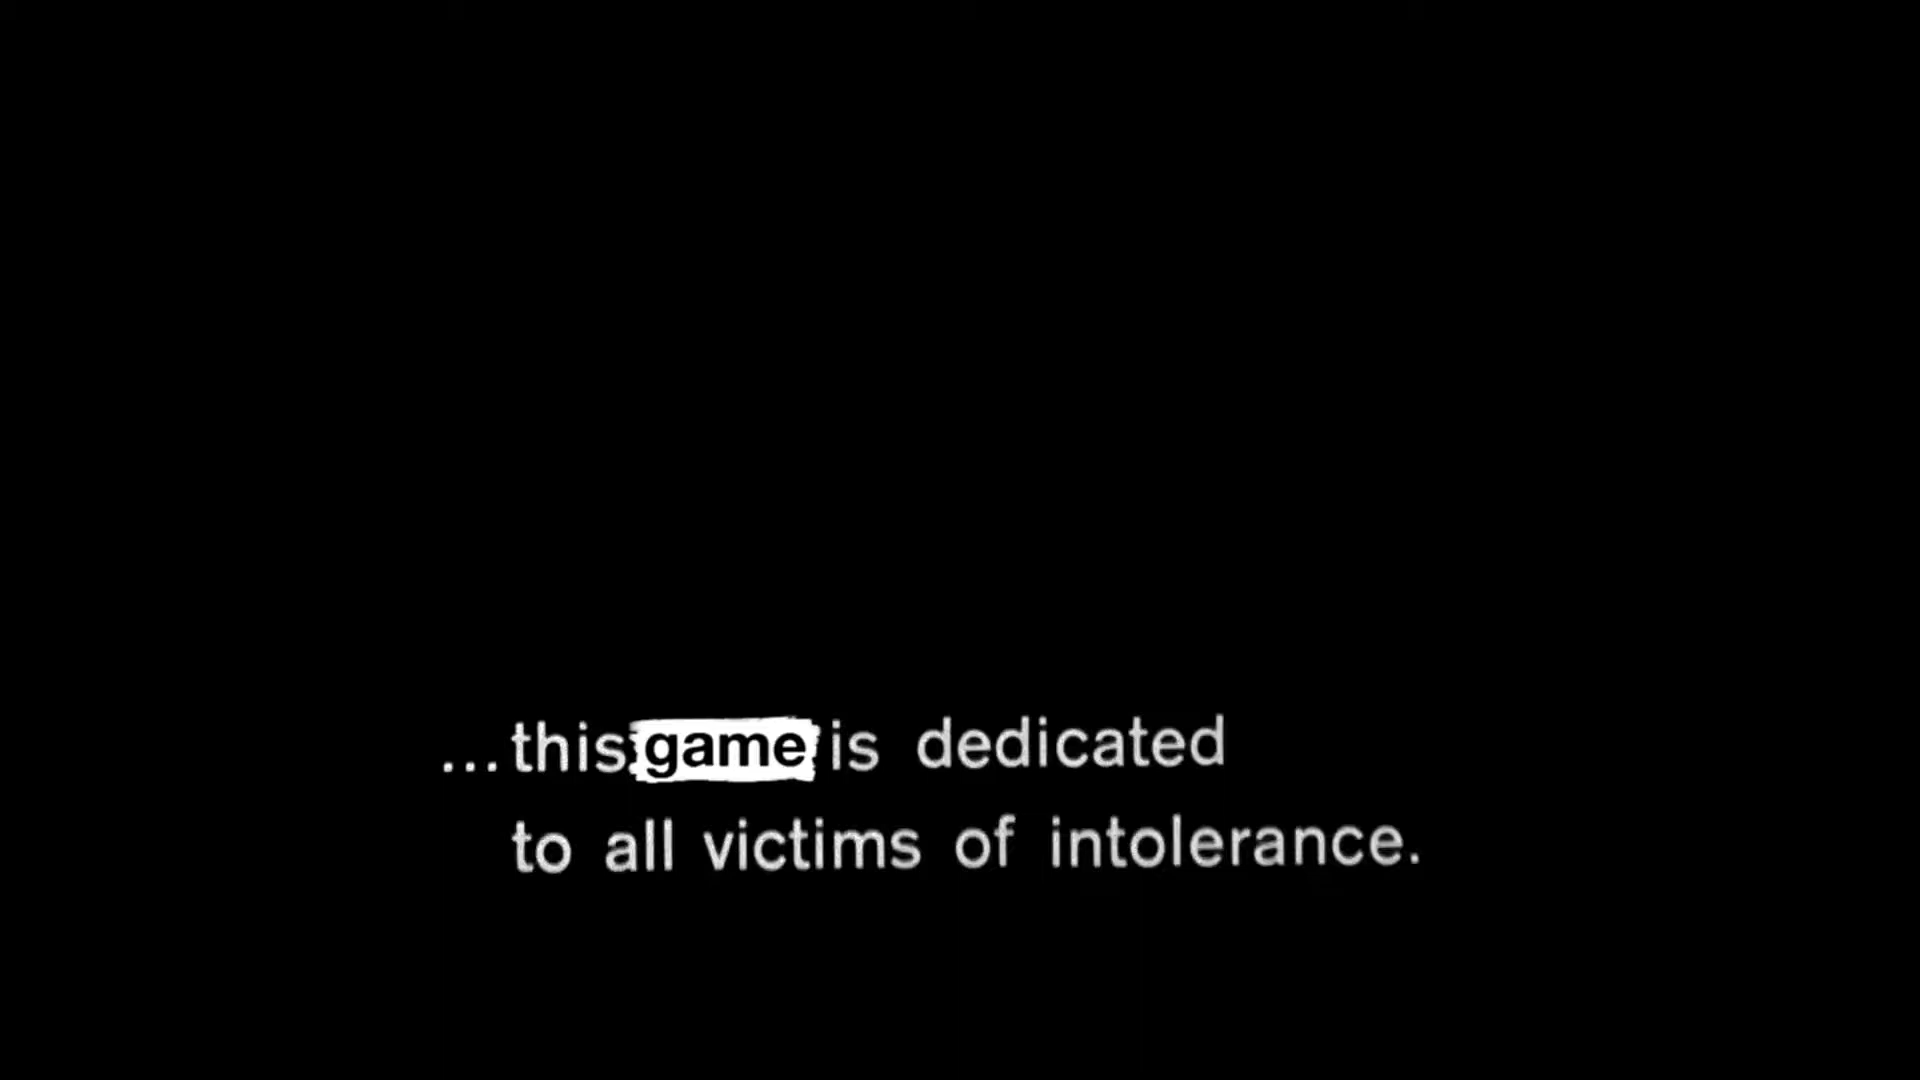 ...this game is dedicated
to all victims of intolerance.